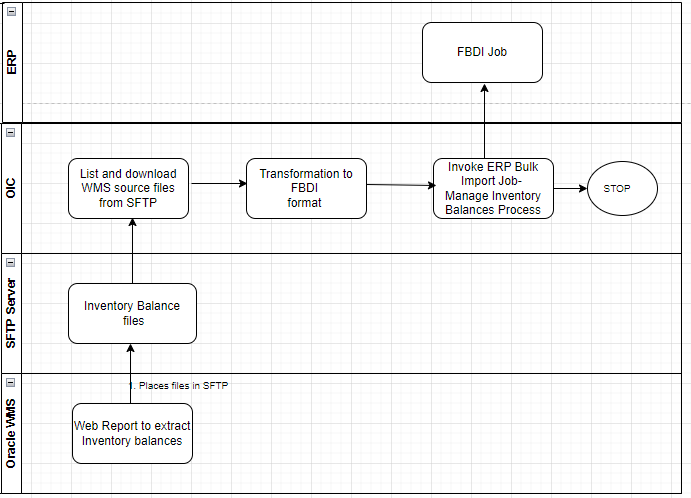 ERP
FBDI Job
OIC
List and download
WMS source files
from SFTP
Transformation to
FBDI
format
Invoke ERP Bulk
Import Job-
Manage Inventory
Balances Process
STOP
SFTP Server
Inventory Balance
files
Oracle WMS
1. Places files in SFTP
Web Report to extract
Inventory balances